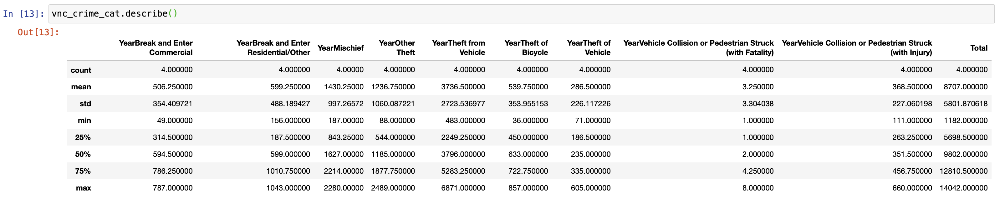 In [13]: vnc_crime_cat.describe()
Out[13]:
YearBreak and Enter Commercial YearBreak and Enter Residential/Other YearMischief YearOther Theft YearTheft from Vehicle YearTheft of Bicycle YearTheft of Vehicle YearVehicle Collision or Pedestrian Struck (with Fatality) YearVehicle Collision or Pedestrian Struck (with Injury) Total
count 4.000000 4.000000 4.00000 4.000000 4.000000 4.000000 4.000000 4.000000 4.000000 4.000000
mean 506.250000 599.250000 1430.25000 1236.750000 3736.500000 539.750000 286.500000 3.250000 368.500000 8707.000000
std 354.409721 488.189427 997.26572 1060.087221 2723.536977 353.955153 226.117226 3.304038 227.060198 5801.870618
min 49.000000 156.000000 187.00000 88.000000 483.000000 36.000000 71.000000 1.000000 111.000000 1182.000000
25% 314.500000 187.500000 843.25000 544.000000 2249.250000 450.000000 186.500000 1.000000 263.250000 5698.500000
50% 594.500000 599.000000 1627.00000 1185.000000 3796.000000 633.000000 235.000000 2.000000 351.500000 9802.000000
75% 786.250000 1010.750000 2214.00000 1877.750000 5283.250000 722.750000 335.000000 4.250000 456.750000 12810.500000
max 787.000000 1043.000000 2280.00000 2489.000000 6871.000000 857.000000 605.000000 8.000000 660.000000 14042.000000